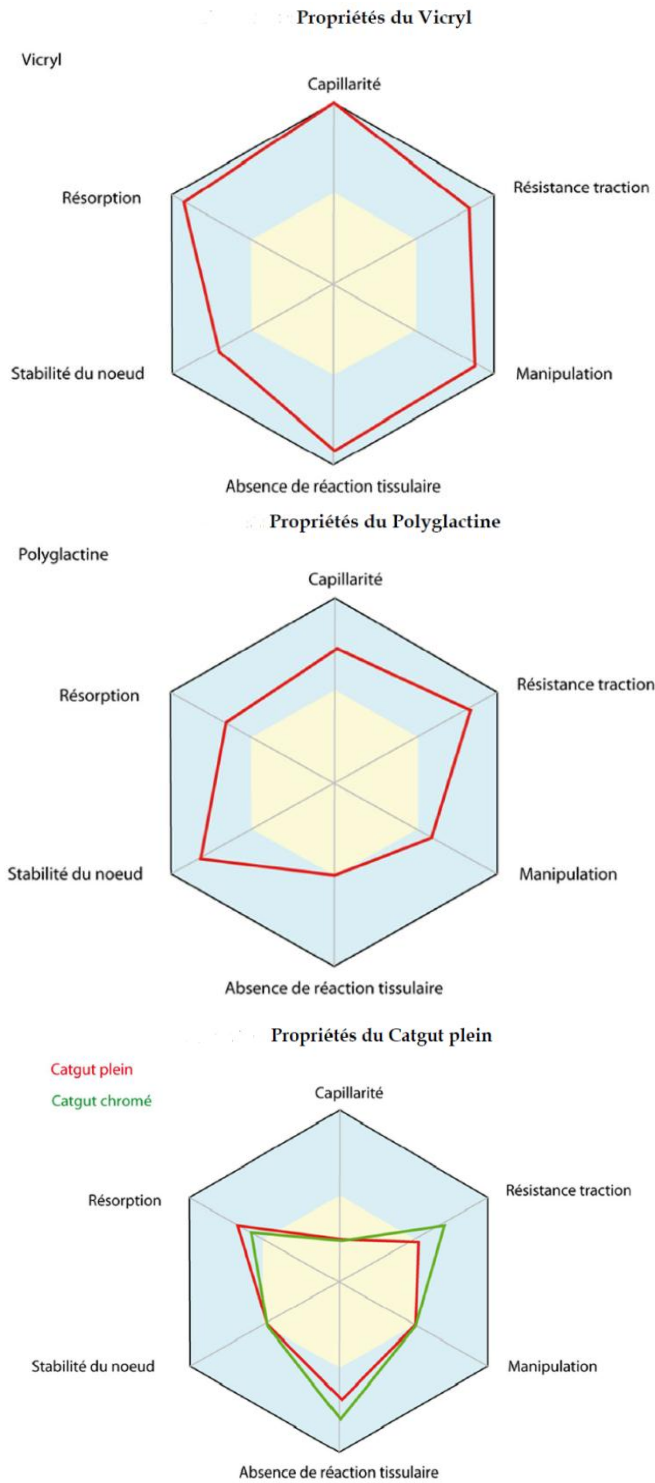 Propriétés du Vicryl
Vicryl
Capillarité
Résistance traction
Résorption
Stabilité du noeud
Manipulation
Absence de réaction tissulaire
Propriétés du Polyglactine
Polyglactine
Capillarité
Résistance traction
Résorption
Stabilité du noeud
Manipulation
Absence de réaction tissulaire
Propriétés du Catgut plein
Catgut plein
Catgut chromé
Capillarité
Résistance traction
Résorption
Stabilité du noeud
Manipulation
Absence de réaction tissulaire